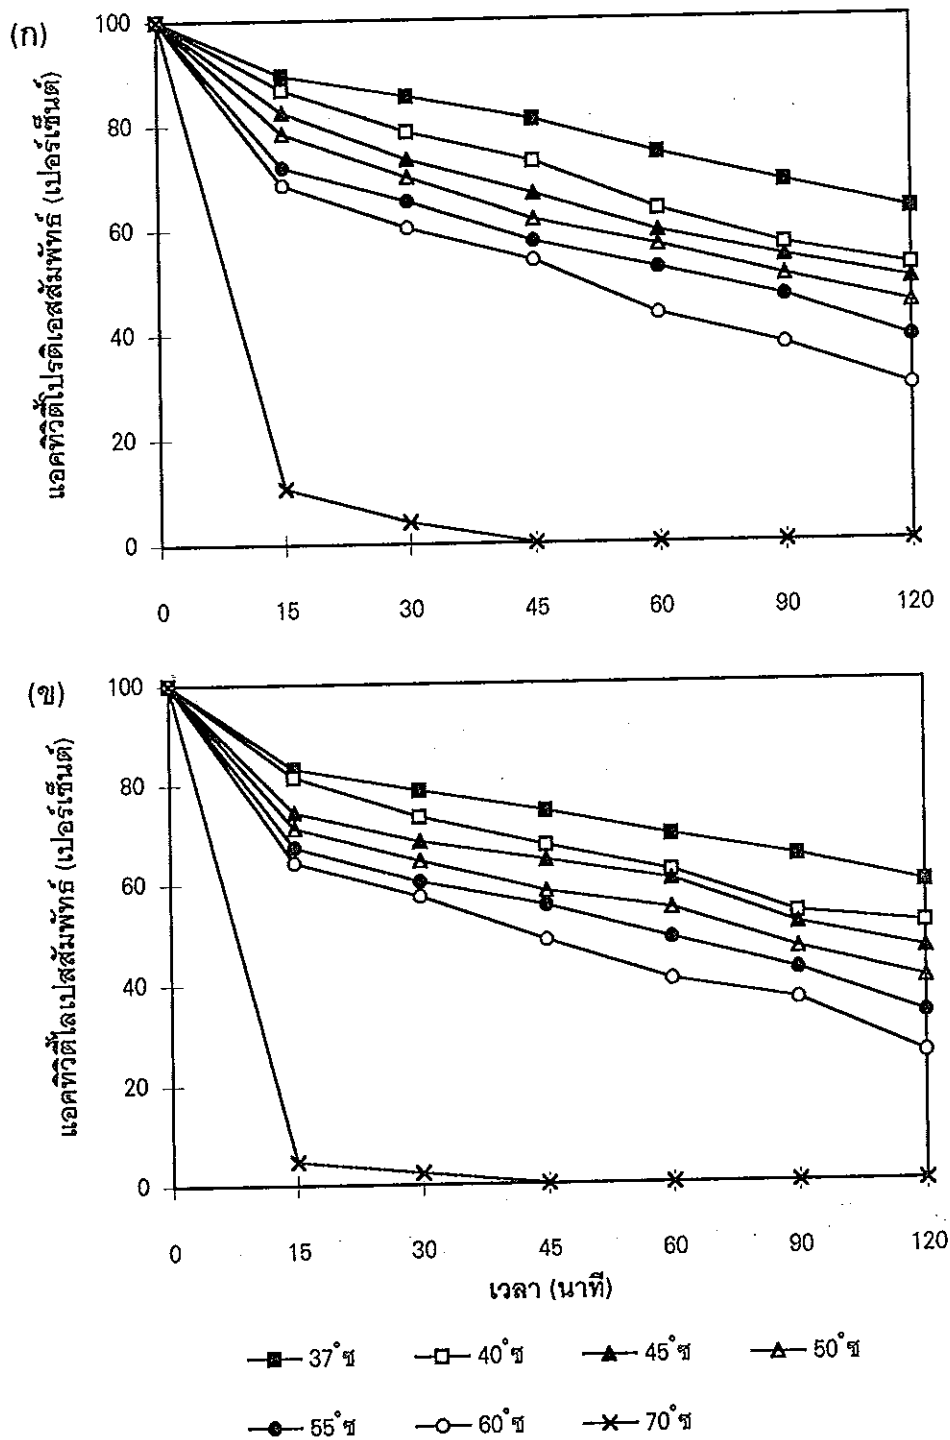 (ก)
แอคทิวิตี้โปรติเอสสัมพัทธ์ (เปอร์เซ็นต์)
100
80
60
40
20
0
0 15 30 45 60 90 120
(ข)
แอคทิวิตี้ไลเปสสัมพัทธ์ (เปอร์เซ็นต์)
100
80
60
40
20
0
0 15 30 45 60 90 120
เวลา (นาที)
37°ซ 40°ซ 45°ซ 50°ซ
55°ซ 60°ซ 70°ซ